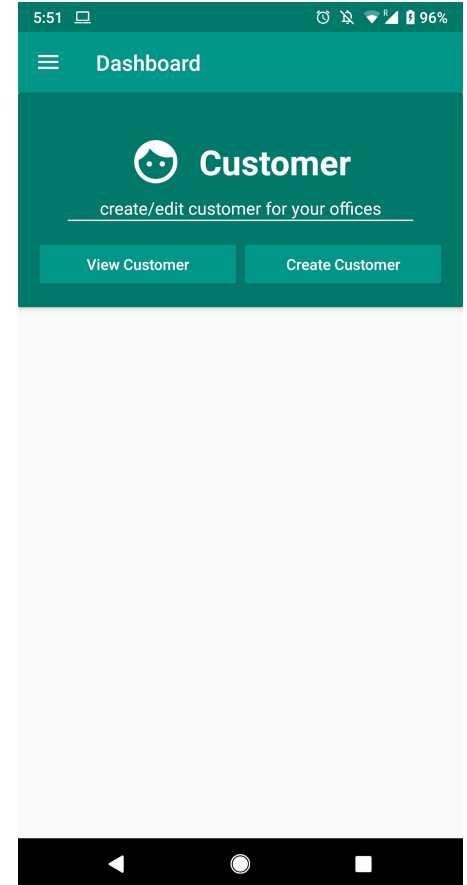 5:51 R 96%
Dashboard
Customer
create/edit customer for your offices
View Customer Create Customer